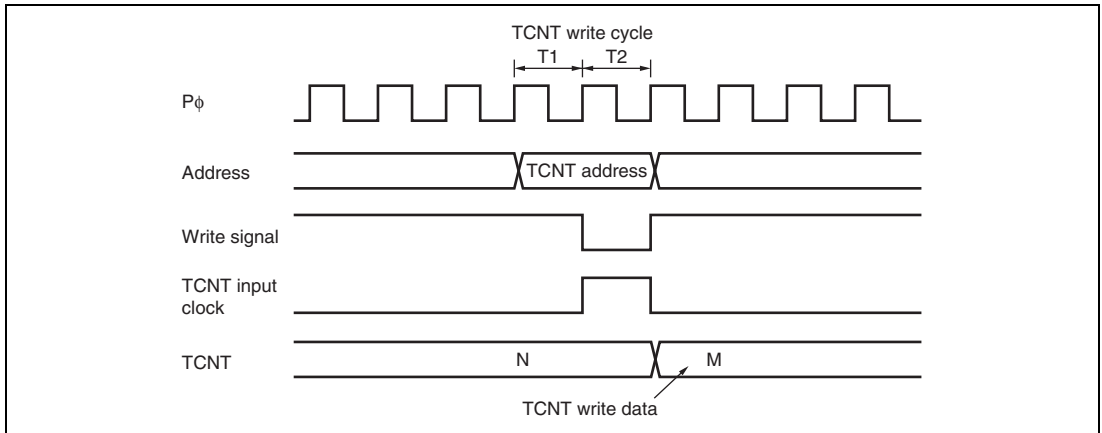 TCNT write cycle
T1 T2
Pϕ
Address
TCNT address
Write signal
TCNT input
clock
TCNT
N
M
TCNT write data